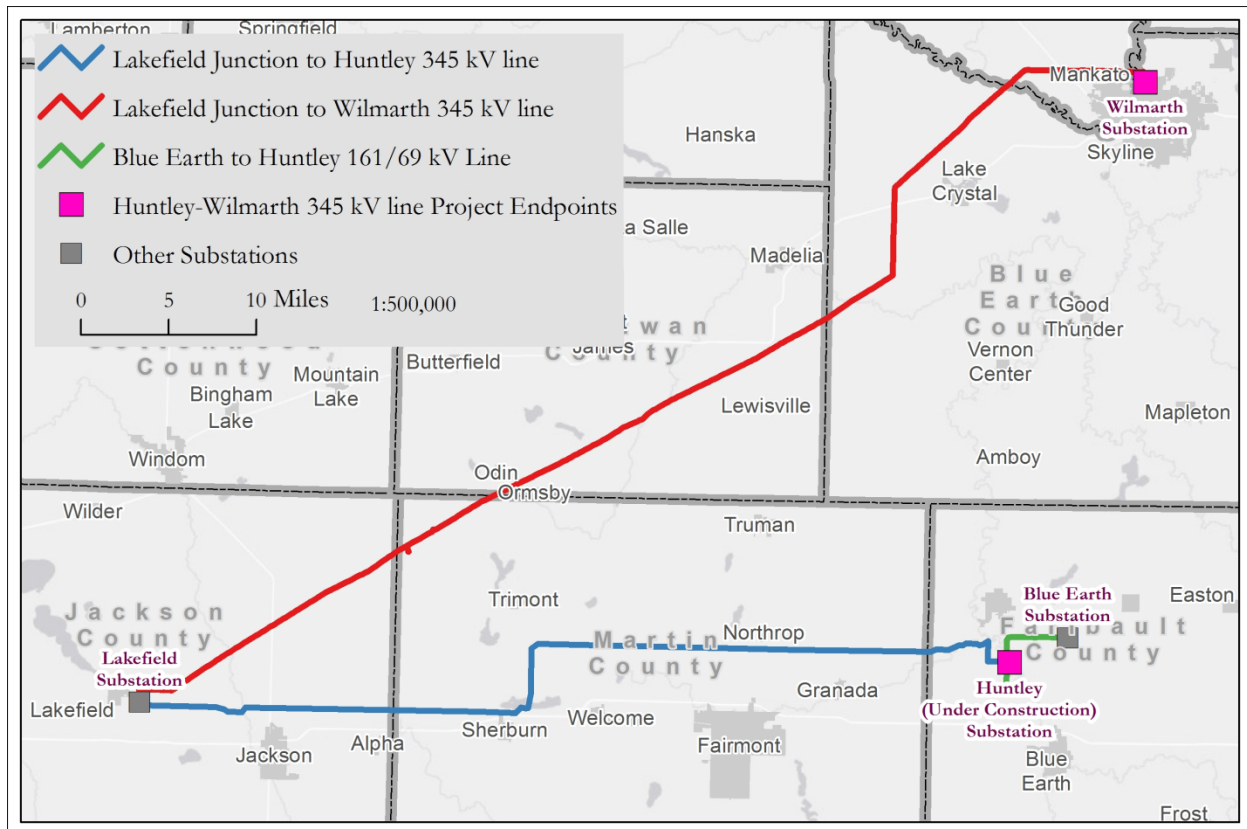 Lamberton
Springfield
Lakefield Junction to Huntley 345 kV line
Lakefield Junction to Wilmarth 345 kV line
Blue Earth to Huntley 161/69 kV Line
Huntley-Wilmarth 345 kV line Project Endpoints
Other Substations
0 5 10 Miles 1:500,000
Mankato
Wilmarth
Substation
Skyline
Hanska
Lake
Crystal
a Salle
Madelia
Blue
Earth
County
Good
Thunder
Vernon
Center
County
James
County
Butterfield
Mountain
Lake
Bingham
Lake
Lewisville
Mapleton
Windom
Odin
Ormsby
Amboy
Wilder
Truman
Jackson
County
Trimont
Martin
County
Northrop
Blue Earth
Substation
Easton
Faribault
County
Lakefield
Substation
Lakefield
Granada
Huntley
(Under Construction)
Substation
Sherburn
Welcome
Alpha
Jackson
Fairmont
Blue
Earth
Frost